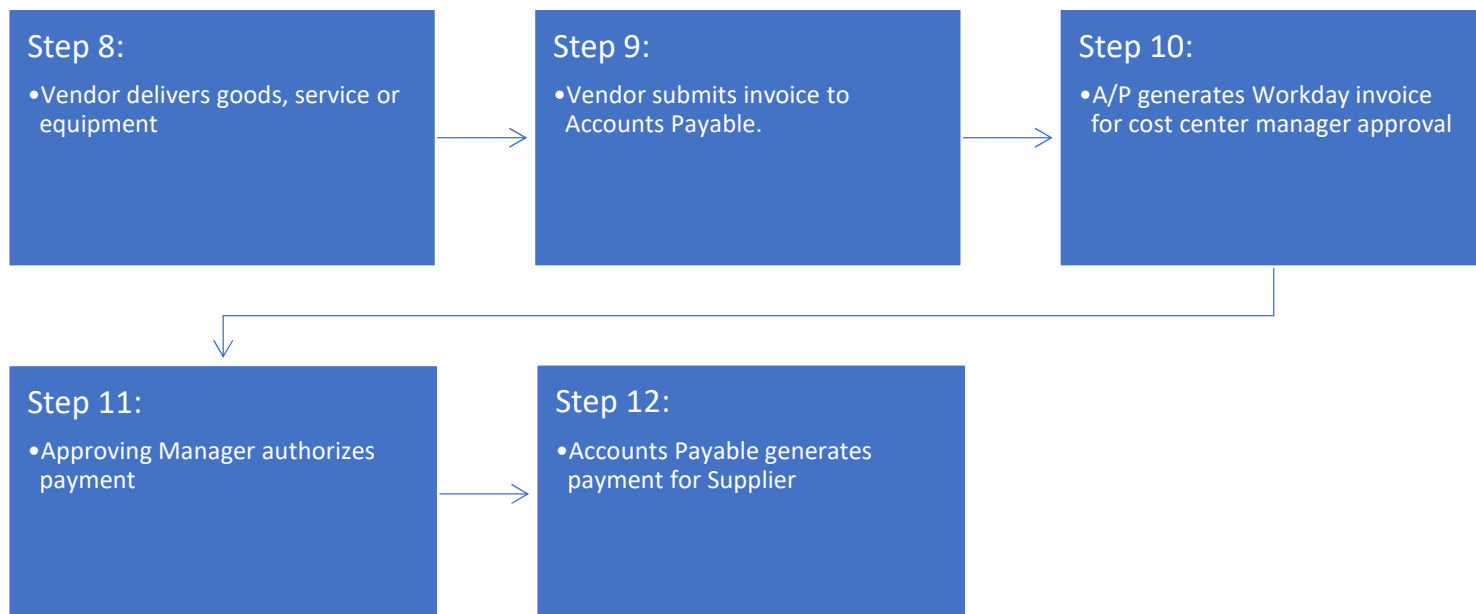 Step 8:
•Vendor delivers goods, service or
equipment
Step 9:
•Vendor submits invoice to
Accounts Payable.
Step 10:
•A/P generates Workday invoice
for cost center manager approval
Step 11:
•Approving Manager authorizes
payment
Step 12:
•Accounts Payable generates
payment for Supplier